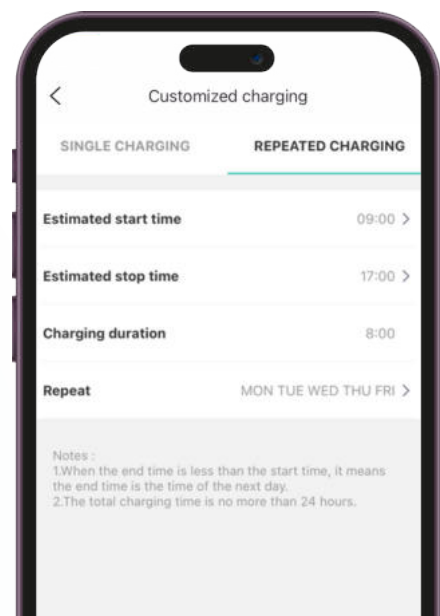 Customized charging
SINGLE CHARGING REPEATED CHARGING
Estimated start time 09:00
Estimated stop time 17:00
Charging duration 8:00
Repeat MON TUE WED THU FRI
Notes :
1.When the end time is less than the start time, it means
the end time is the time of the next day.
2.The total charging time is no more than 24 hours.